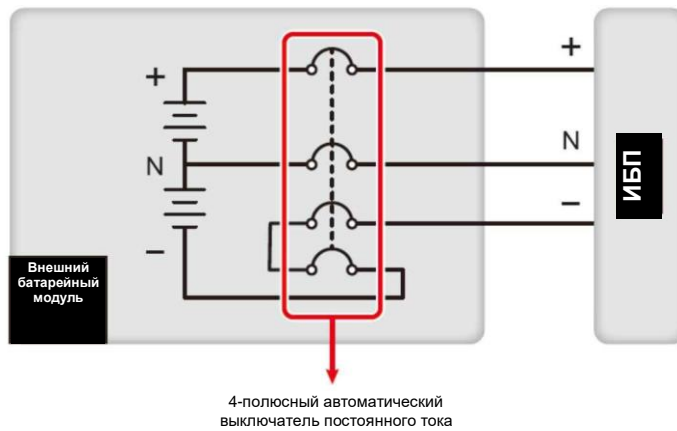 +
+
N
N
ИБП
–
–
Внешний
батарейный
модуль
4-полюсный автоматический
выключатель постоянного тока